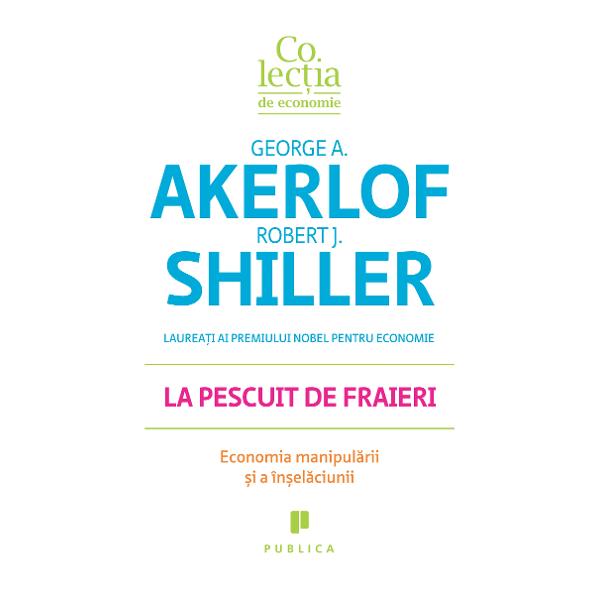 Co.
lecția
de economie
GEORGE A.
AKERLOF
ROBERT J.
SHILLER
LAUREAȚI AI PREMIULUI NOBEL PENTRU ECONOMIE
LA PESCUIT DE FRAIERI
Economia manipulării
și a înșelăciunii
PUBLICA